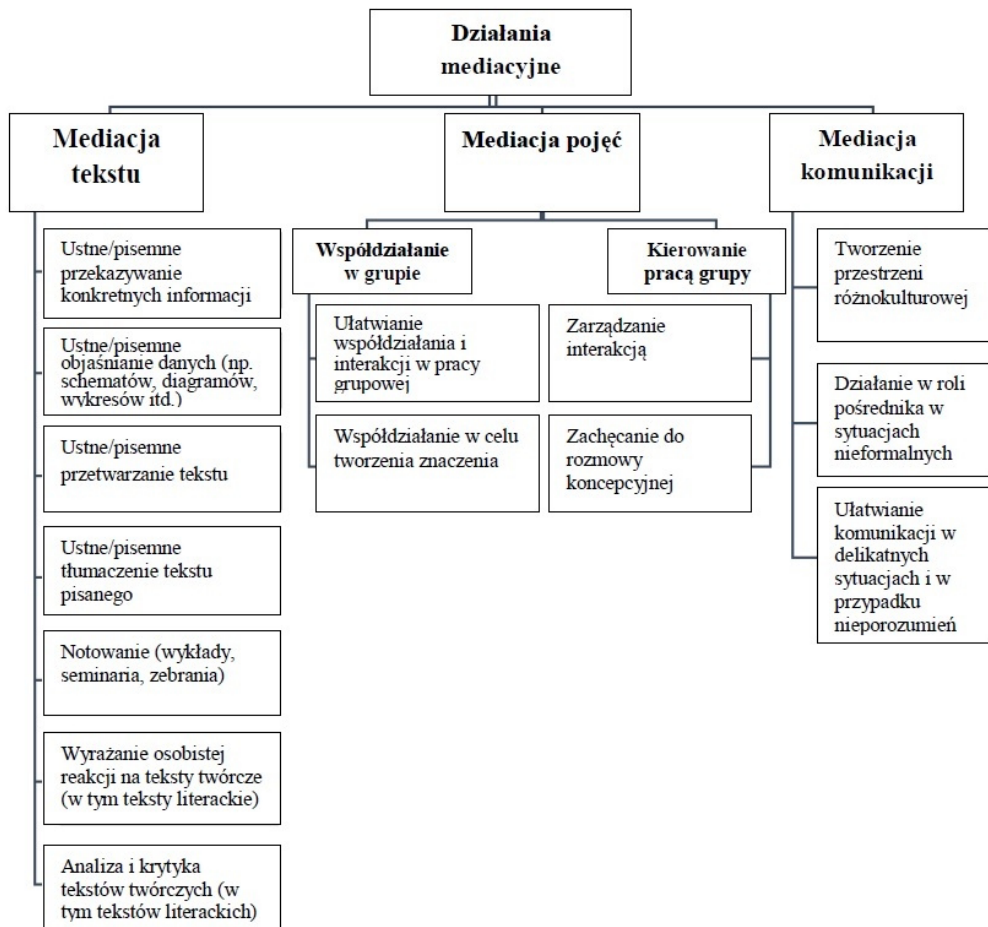 Działania
mediacyjne
Mediacja
tekstu
Ustne/pisemne
przekazywanie
konkretnych informacji
Ustne/pisemne
objaśnianie danych (np.
schematów, diagramów,
wykresów itd.)
Ustne/pisemne
przetwarzanie tekstu
Ustne/pisemne
tłumaczenie tekstu
pisanego
Notowanie (wykłady,
seminaria, zebrania)
Wyrażanie osobistej
reakcji na teksty twórcze
(w tym teksty literackie)
Analiza i krytyka
tekstów twórczych (w
tym tekstów literackich)
Mediacja pojęć
Współdziałanie
w grupie
Ułatwianie
współdziałania i
interakcji w pracy
grupowej
Współdziałanie w celu
tworzenia znaczenia
Kierowanie
pracą grupy
Zarządzanie
interakcją
Zachęcanie do
rozmowy
koncepcyjnej
Mediacja
komunikacji
Tworzenie
przestrzeni
różnokulturowej
Działanie w roli
pośrednika w
sytuacjach
nieformalnych
Ułatwianie
komunikacji w
delikatnych
sytuacjach i w
przypadku
nieporozumień